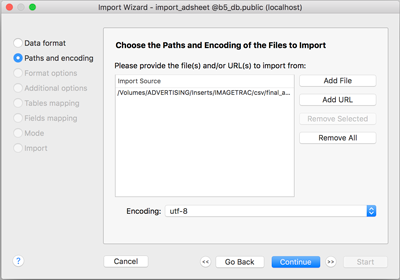 Import Wizard - import_adsheet @b5_db.public (localhost)
Data format
Paths and encoding
Format options
Additional options
Tables mapping
Fields mapping
Mode
Import
Choose the Paths and Encoding of the Files to Import
Please provide the file(s) and/or URL(s) to import from:
Import Source
/Volumes/ADVERTISING/Inserts/IMAGETRAC/csv/final_a...
Add File
Add URL
Remove Selected
Remove All
Encoding: utf-8
?
Cancel
<<
Go Back
Continue
>>
Start